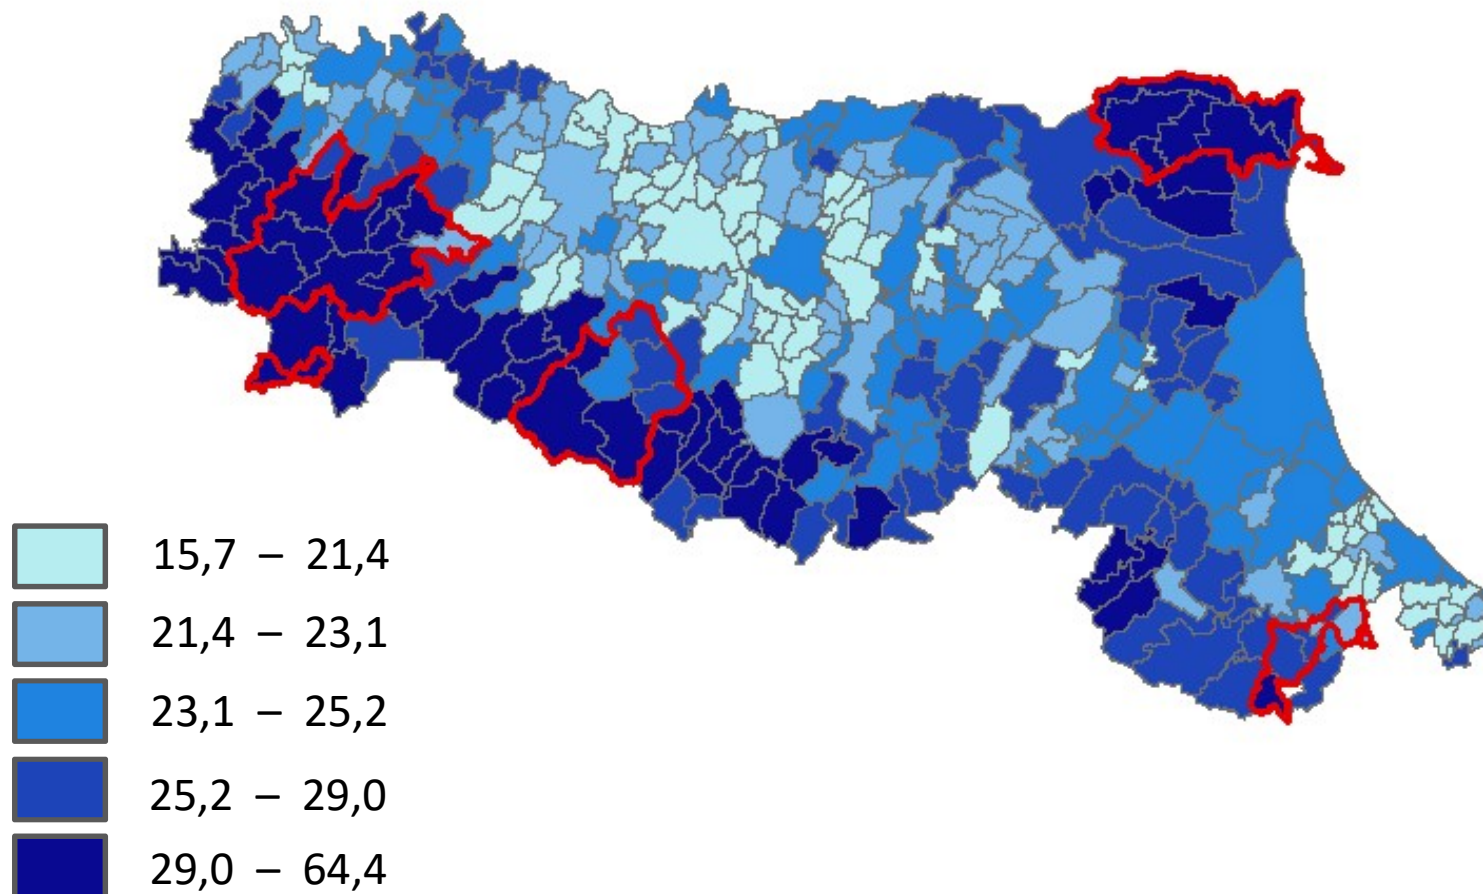 15,7 – 21,4
21,4 – 23,1
23,1 – 25,2
25,2 – 29,0
29,0 – 64,4